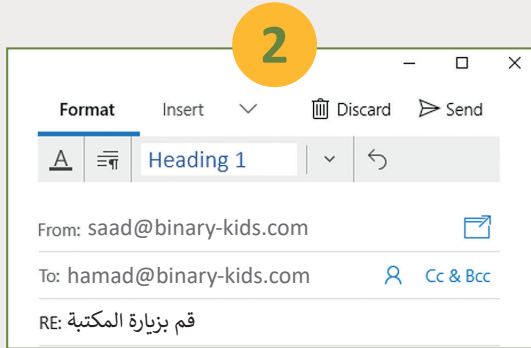 2
Format Insert Discard Send
A Heading 1
From: saad@binary-kids.com
To: hamad@binary-kids.com Cc & Bcc
RE: قم بزيارة المكتبة